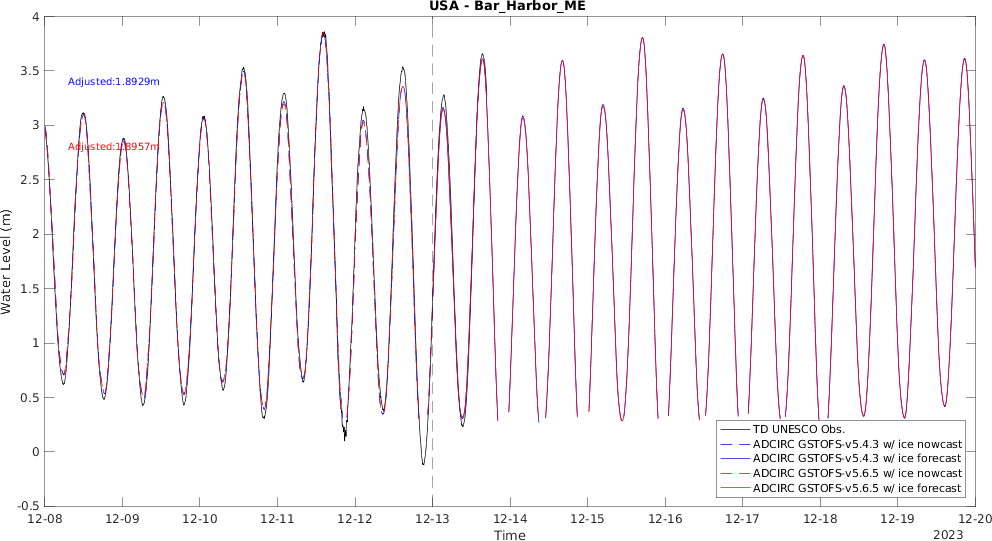 USA - Bar_Harbor_ME
4
3.5
3
2.5
2
1.5
1
0.5
0
-0.5
Water Level (m)
Adjusted:1.8929m
Adjusted:1.8957m
TD UNESCO Obs.
ADCIRC GSTOFS-v5.4.3 w/ ice nowcast
ADCIRC GSTOFS-v5.4.3 w/ ice forecast
ADCIRC GSTOFS-v5.6.5 w/ ice nowcast
ADCIRC GSTOFS-v5.6.5 w/ ice forecast
12-08 12-09 12-10 12-11 12-12 12-13 12-14 12-15 12-16 12-17 12-18 12-19 12-20
Time
2023